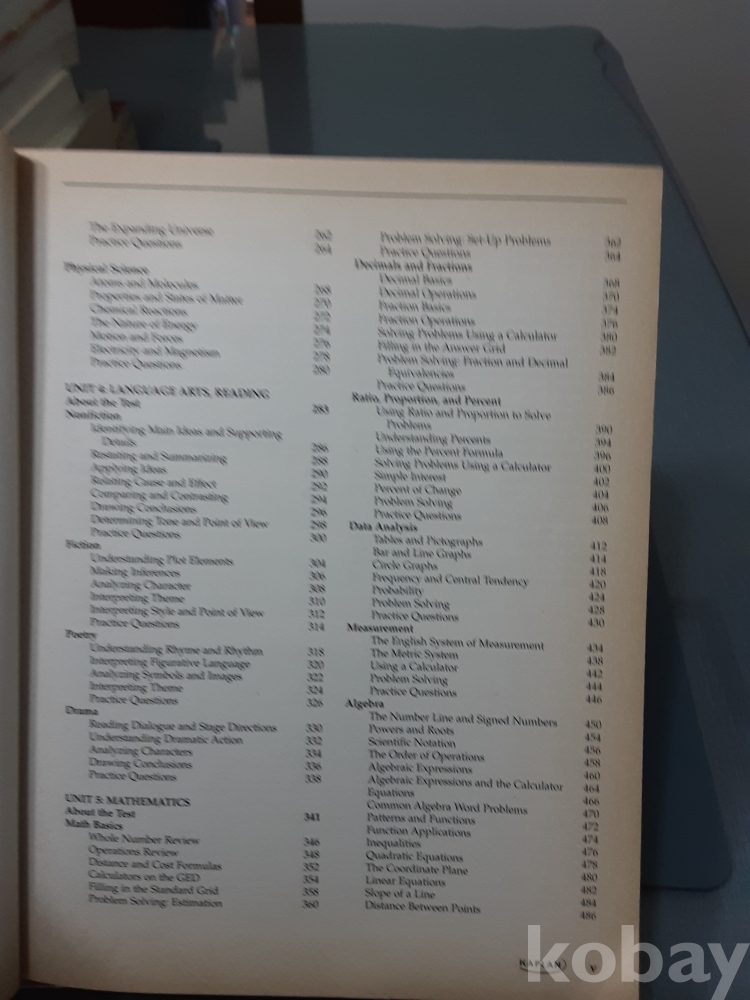 The Expanding Universe 262
Practice Questions 264
Physical Science
Atoms and Molecules 268
Properties and States of Matter 270
Chemical Reactions 272
The Nature of Energy 274
Motion and Forces 276
Electricity and Magnetism 278
Practice Questions 280
UNIT 4: LANGUAGE ARTS, READING
About the Test 283
Nonfiction
Identifying Main Ideas and Supporting
Details 286
Restating and Summarizing 288
Applying Ideas 290
Relating Cause and Effect 292
Comparing and Contrasting 294
Drawing Conclusions 296
Determining Tone and Point of View 298
Practice Questions 300
Fiction
Understanding Plot Elements 304
Making Inferences 306
Analyzing Character 308
Interpreting Theme 310
Interpreting Style and Point of View 312
Practice Questions 314
Poetry
Understanding Rhyme and Rhythm 318
Interpreting Figurative Language 320
Analyzing Symbols and Images 322
Interpreting Theme 324
Practice Questions 326
Drama
Reading Dialogue and Stage Directions 330
Understanding Dramatic Action 332
Analyzing Characters 334
Drawing Conclusions 336
Practice Questions 338
UNIT 5: MATHEMATICS
About the Test 341
Math Basics
Whole Number Review 346
Operations Review 348
Distance and Cost Formulas 352
Calculators on the GED 354
Filling in the Standard Grid 358
Problem Solving: Estimation 360
Problem Solving: Set-Up Problems 362
Practice Questions 364
Decimals and Fractions
Decimal Basics 368
Decimal Operations 370
Fraction Basics 374
Fraction Operations 376
Solving Problems Using a Calculator 380
Filling in the Answer Grid 382
Problem Solving: Fraction and Decimal
Equivalencies 384
Practice Questions 386
Ratio, Proportion, and Percent
Using Ratio and Proportion to Solve
Problems 390
Understanding Percents 394
Using the Percent Formula 396
Solving Problems Using a Calculator 400
Simple Interest 402
Percent of Change 404
Problem Solving 406
Practice Questions 408
Data Analysis
Tables and Pictographs 412
Bar and Line Graphs 414
Circle Graphs 418
Frequency and Central Tendency 420
Probability 424
Problem Solving 428
Practice Questions 430
Measurement
The English System of Measurement 434
The Metric System 438
Using a Calculator 442
Problem Solving 444
Practice Questions 446
Algebra
The Number Line and Signed Numbers 450
Powers and Roots 454
Scientific Notation 456
The Order of Operations 458
Algebraic Expressions 460
Algebraic Expressions and the Calculator 464
Equations 466
Common Algebra Word Problems 470
Patterns and Functions 472
Function Applications 474
Inequalities 476
Quadratic Equations 478
The Coordinate Plane 480
Linear Equations 482
Slope of a Line 484
Distance Between Points 486
KAPLAN v
kobay